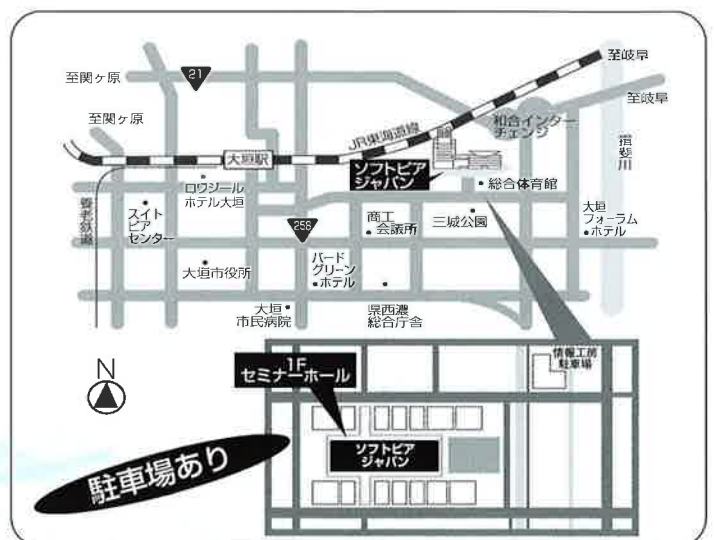 至岐阜
21
至関ヶ原
至岐阜
至関ヶ原
和合インター
チェンジ
JR東海道線
揖斐川
大垣駅
ソフトピア
ジャパン
ロワジール
ホテル大垣
・総合体育館
養老鉄道
スイト
ピア
センター
256
商工
会議所
三城公園
大垣
フォーラム
ホテル
大垣市役所
バード
グリーン
ホテル
大垣
市民病院
県西濃
総合庁舎
N
1F
セミナーホール
情報工房
駐車場
ソフトピア
ジャパン
駐車場あり